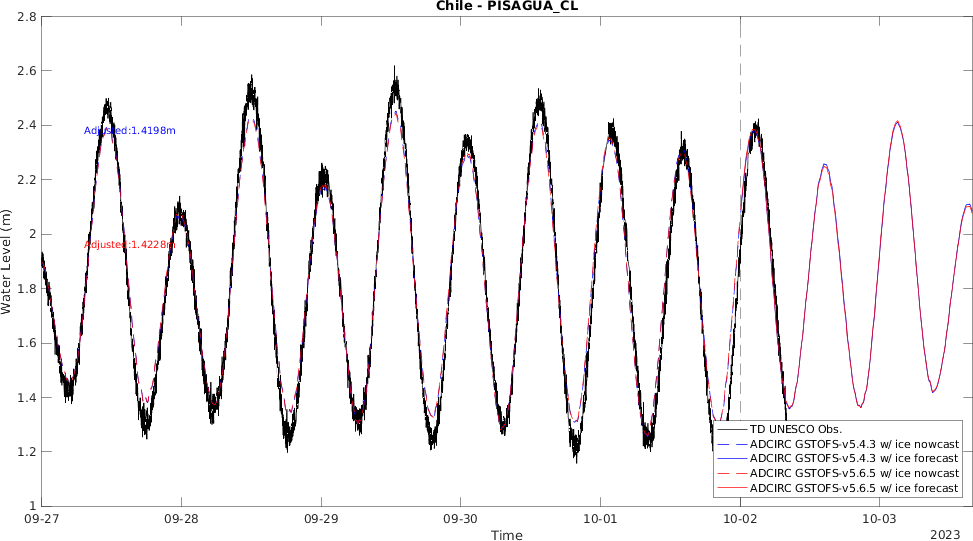 Chile - PISAGUA_CL
2.8
2.6
2.4
2.2
2
1.8
1.6
1.4
1.2
1
Water Level (m)
Adjusted:1.4198m
Adjusted:1.4228m
TD UNESCO Obs.
ADCIRC GSTOFS-v5.4.3 w/ ice nowcast
ADCIRC GSTOFS-v5.4.3 w/ ice forecast
ADCIRC GSTOFS-v5.6.5 w/ ice nowcast
ADCIRC GSTOFS-v5.6.5 w/ ice forecast
09-27 09-28 09-29 09-30 10-01 10-02 10-03
Time
2023